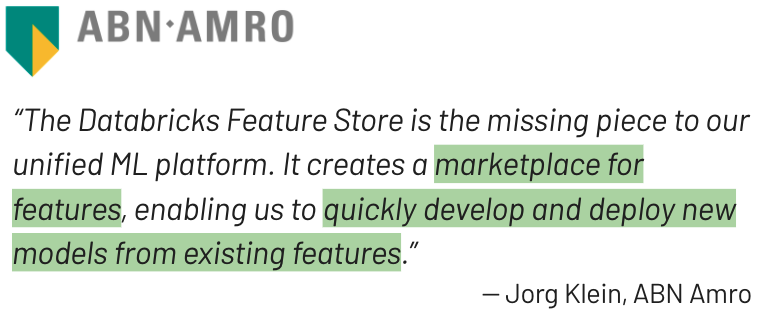 ABN·AMRO
“The Databricks Feature Store is the missing piece to our
unified ML platform. It creates a marketplace for
features, enabling us to quickly develop and deploy new
models from existing features.”
— Jorg Klein, ABN Amro